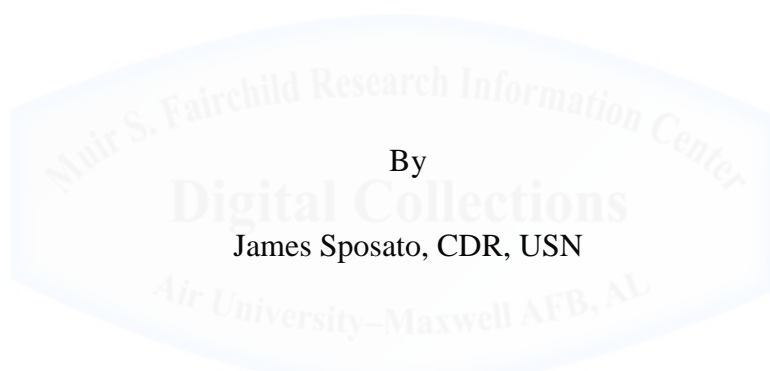 Muir S. Fairchild Research Information Center
By
Digital Collections
James Sposato, CDR, USN
Air University–Maxwell AFB, AL